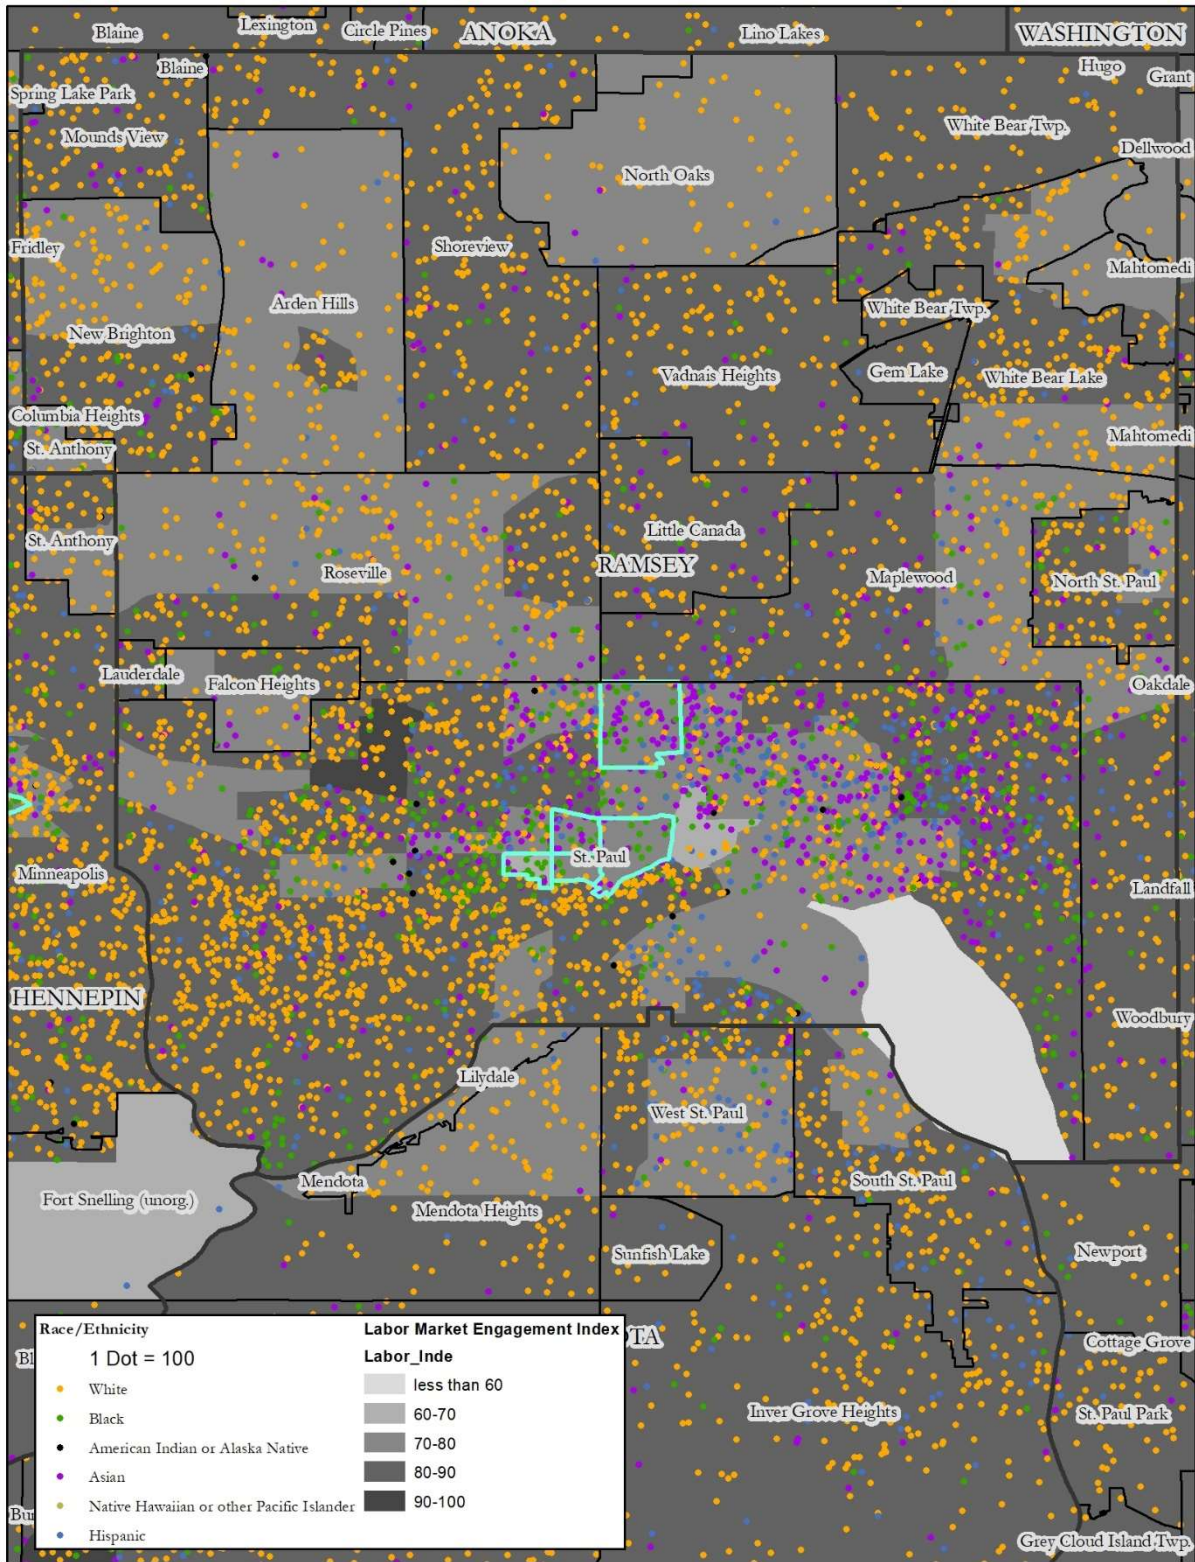 Blaine
Lexington
Circle Pines
ANOKA
Lino Lakes
WASHINGTON
Blaine
Hugo
Grant
Spring Lake Park
Mounds View
White Bear Twp.
Dellwood
North Oaks
Fridley
Shoreview
Mahtomedi
Arden Hills
White Bear Twp.
New Brighton
Vadnais Heights
Gem Lake
White Bear Lake
Columbia Heights
Mahtomedi
St. Anthony
St. Anthony
Little Canada
Roseville
RAMSEY
Maplewood
North St. Paul
Lauderdale
Falcon Heights
Oakdale
St. Paul
Minneapolis
Landfall
HENNEPIN
Woodbury
Lilydale
West St. Paul
Mendota
South St. Paul
Fort Snelling (unorg.)
Mendota Heights
Sunfish Lake
Newport
Race/Ethnicity
1 Dot = 100
White
Black
American Indian or Alaska Native
Asian
Native Hawaiian or other Pacific Islander
Hispanic
Labor Market Engagement Index
Labor_Inde
less than 60
60-70
70-80
80-90
90-100
OTA
Bl
Bur
Cottage Grove
Inver Grove Heights
St. Paul Park
Grey Cloud Island Twp.